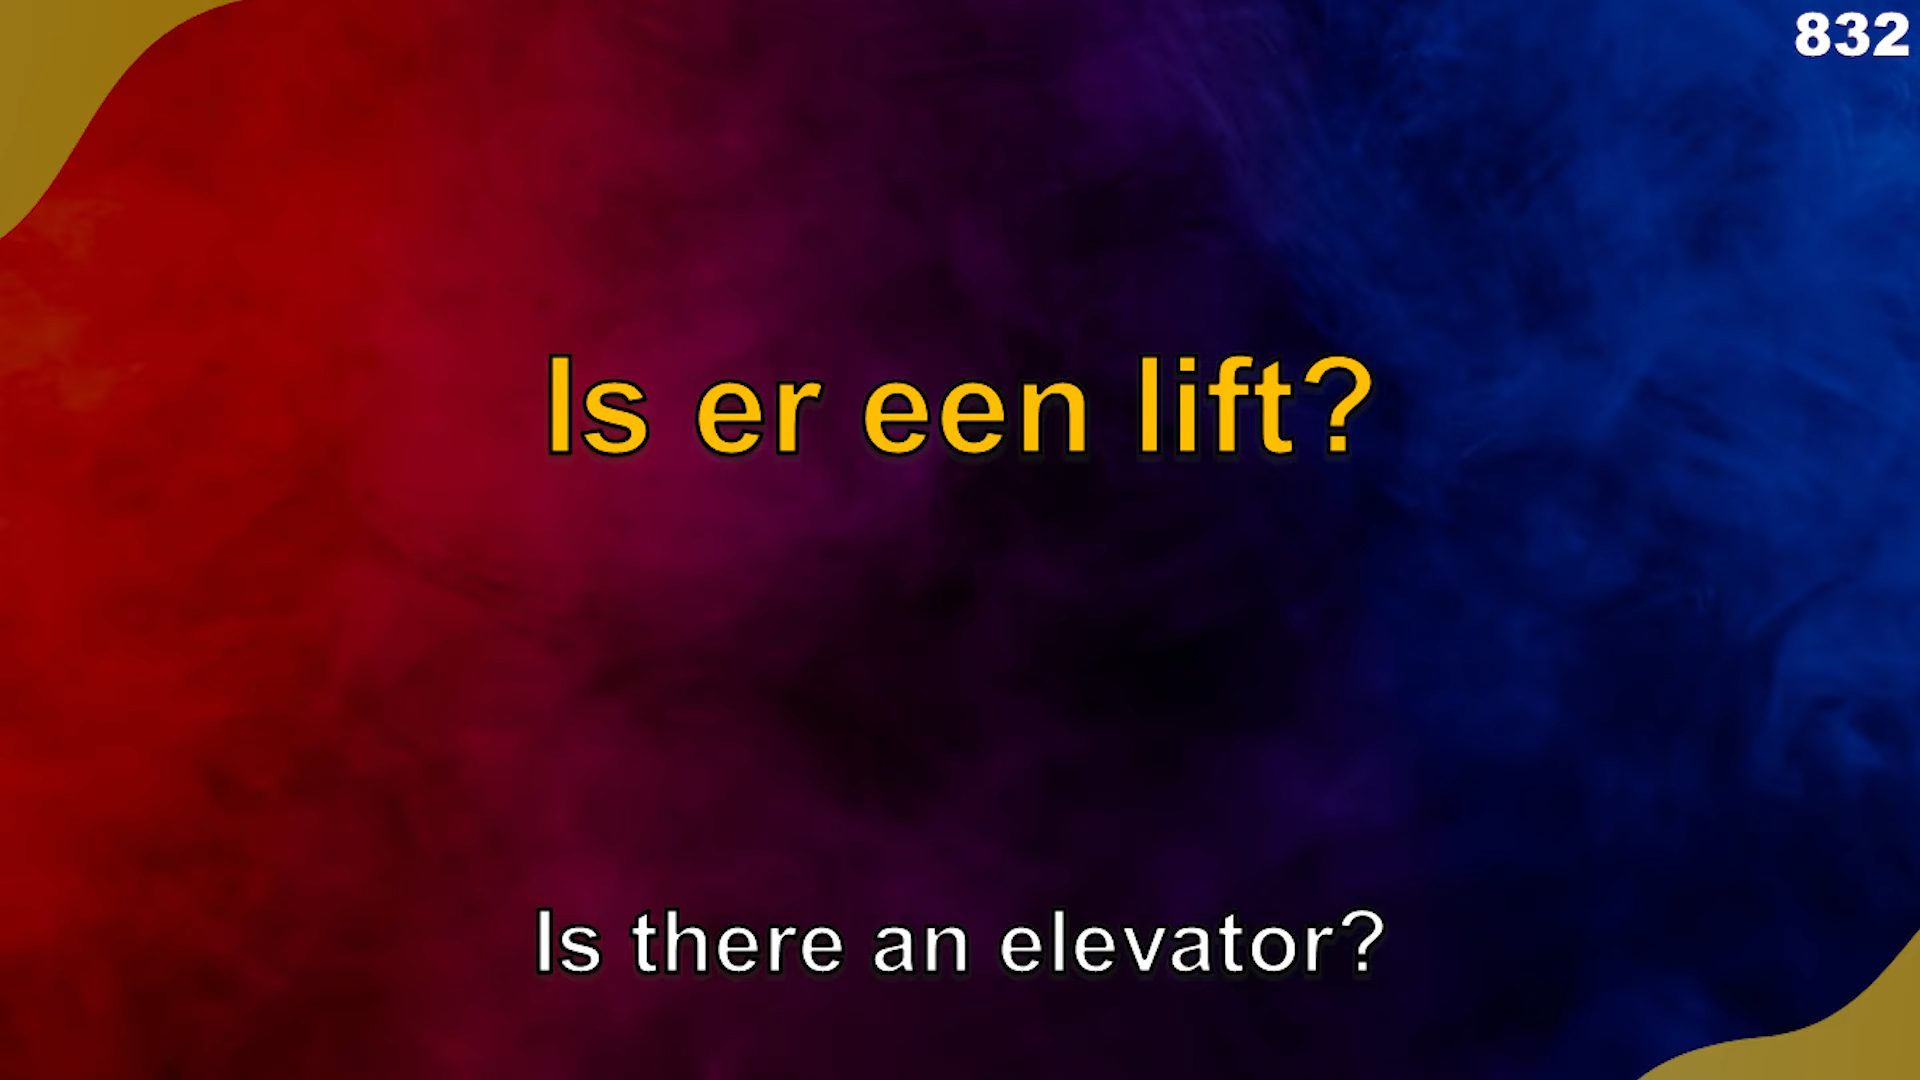 832
Is er een lift?
Is there an elevator?